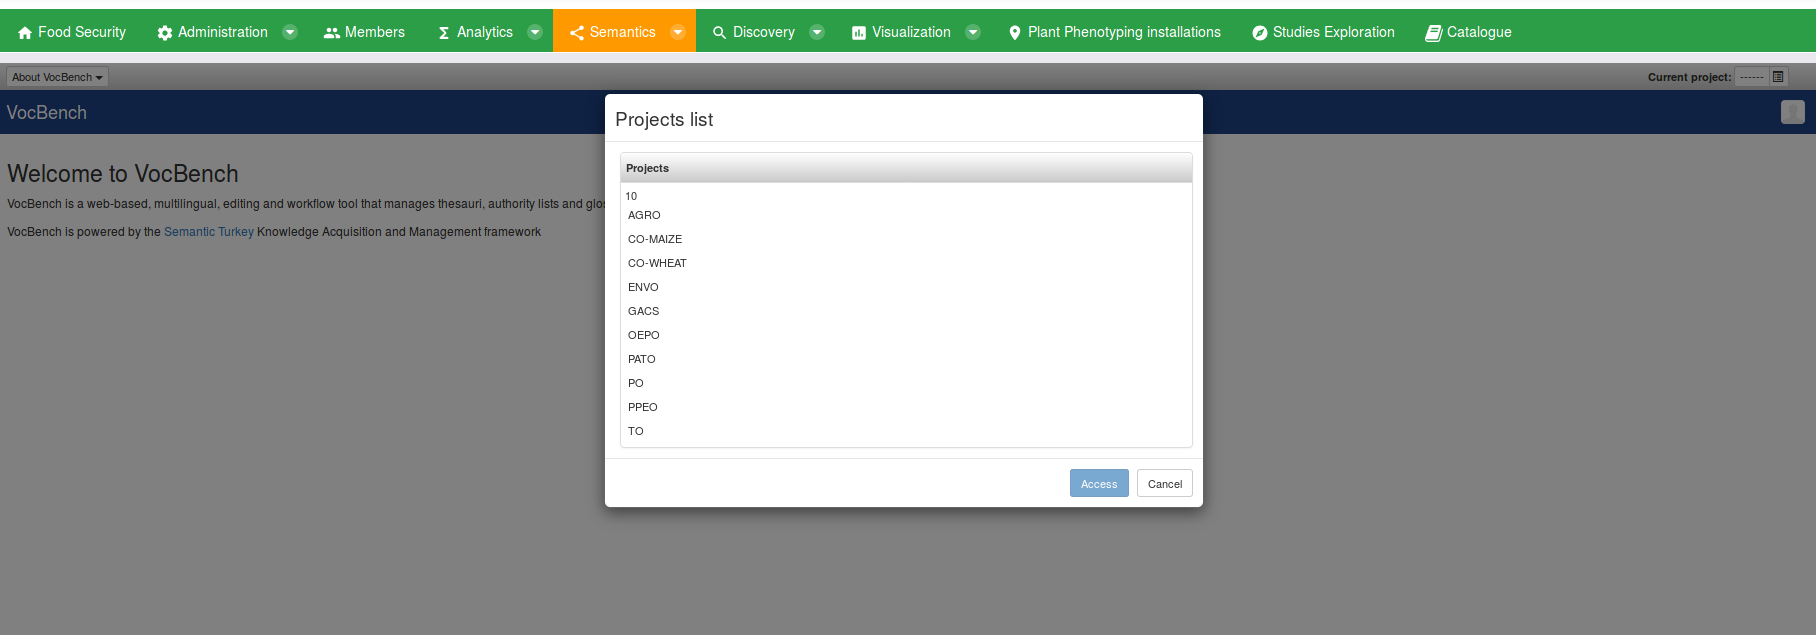 Food Security Administration Members Analytics Semantics Discovery Visualization Plant Phenotyping installations Studies Exploration Catalogue
About VocBench Current project: ------
VocBench
Projects list
Projects
Welcome to VocBench
VocBench is a web-based, multilingual, editing and workflow tool that manages thesauri, authority lists and
VocBench is powered by the Semantic Turkey Knowledge Acquisition and Management framework
10
AGRO
CO-MAIZE
CO-WHEAT
ENVO
GACS
OEPO
PATO
PO
PPEO
TO
Access Cancel